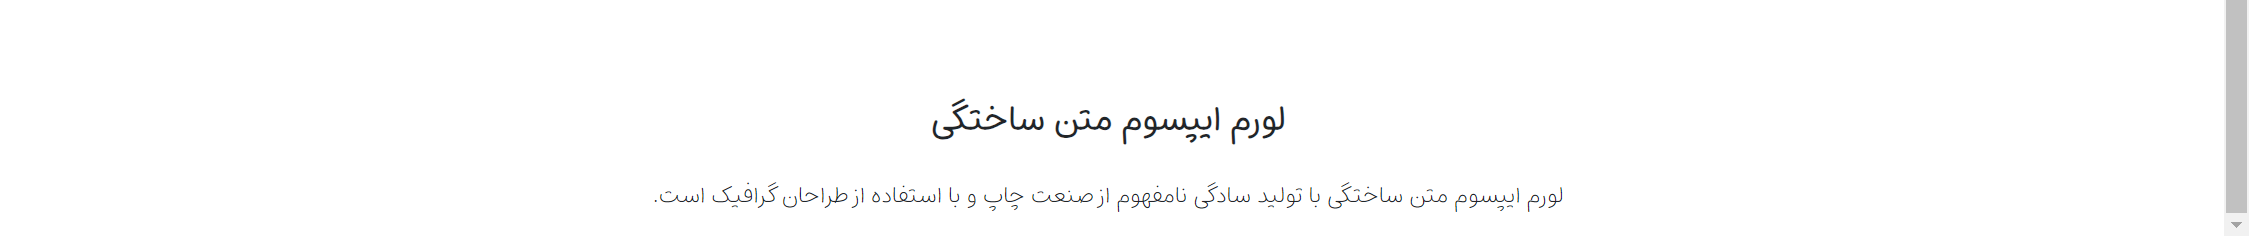 لورم ایپسوم متن ساختگی
لورم ایپسوم متن ساختگی با تولید سادگی نامفهوم از صنعت چاپ و با استفاده از طراحان گرافیک است.